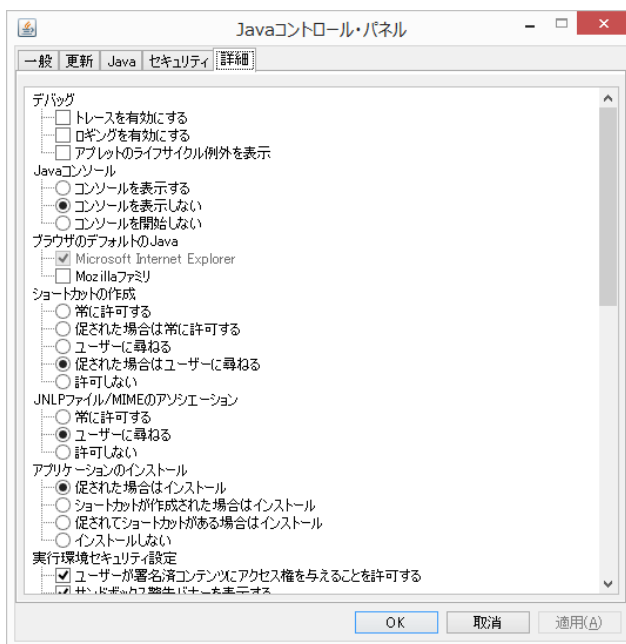 Javaコントロール・パネル
一般 更新 Java セキュリティ 詳細
デバッグ
トレースを有効にする
ロギングを有効にする
アプレットのライフサイクル例外を表示
Javaコンソール
コンソールを表示する
コンソールを表示しない
コンソールを開始しない
ブラウザのデフォルトのJava
Microsoft Internet Explorer
Mozillaファミリ
ショートカットの作成
常に許可する
促された場合は常に許可する
ユーザーに尋ねる
促された場合はユーザーに尋ねる
許可しない
JNLPファイル/MIMEのアソシエーション
常に許可する
ユーザーに尋ねる
許可しない
アプリケーションのインストール
促された場合はインストール
ショートカットが作成された場合はインストール
促されてショートカットがある場合はインストール
インストールしない
実行環境セキュリティ設定
ユーザーが署名済コンテンツにアクセス権を与えることを許可する
サンドボックス警告バナーを表示する
OK 取消 適用(A)